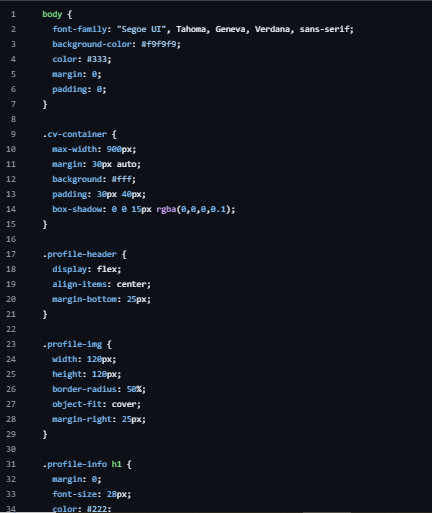 1 body {
2 font-family: "Segoe UI", Tahoma, Geneva, Verdana, sans-serif;
3 background-color: #f9f9f9;
4 color: #333;
5 margin: 0;
6 padding: 0;
7 }
8
9 .cv-container {
10 max-width: 900px;
11 margin: 30px auto;
12 background: #fff;
13 padding: 30px 40px;
14 box-shadow: 0 0 15px rgba(0,0,0,0.1);
15 }
16
17 .profile-header {
18 display: flex;
19 align-items: center;
20 margin-bottom: 25px;
21 }
22
23 .profile-img {
24 width: 120px;
25 height: 120px;
26 border-radius: 50%;
27 object-fit: cover;
28 margin-right: 25px;
29 }
30
31 .profile-info h1 {
32 margin: 0;
33 font-size: 28px;
34 color: #222;